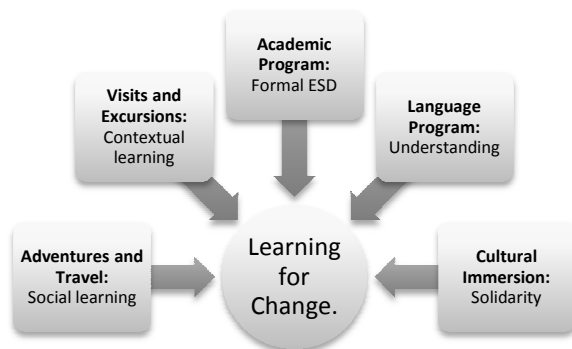 Academic
Program:
Formal ESD
Visits and
Excursions:
Contextual
learning
Language
Program:
Understanding
Adventures and
Travel:
Social learning
Learning
for
Change.
Cultural
Immersion:
Solidarity